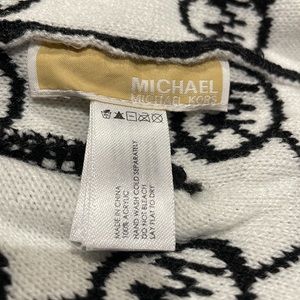 MICHAEL
MICHAEL KORS
MADE IN CHINA
100% ACRYLIC
HAND WASH COLD SEPARATELY
DO NOT BLEACH
LAY FLAT TO DRY